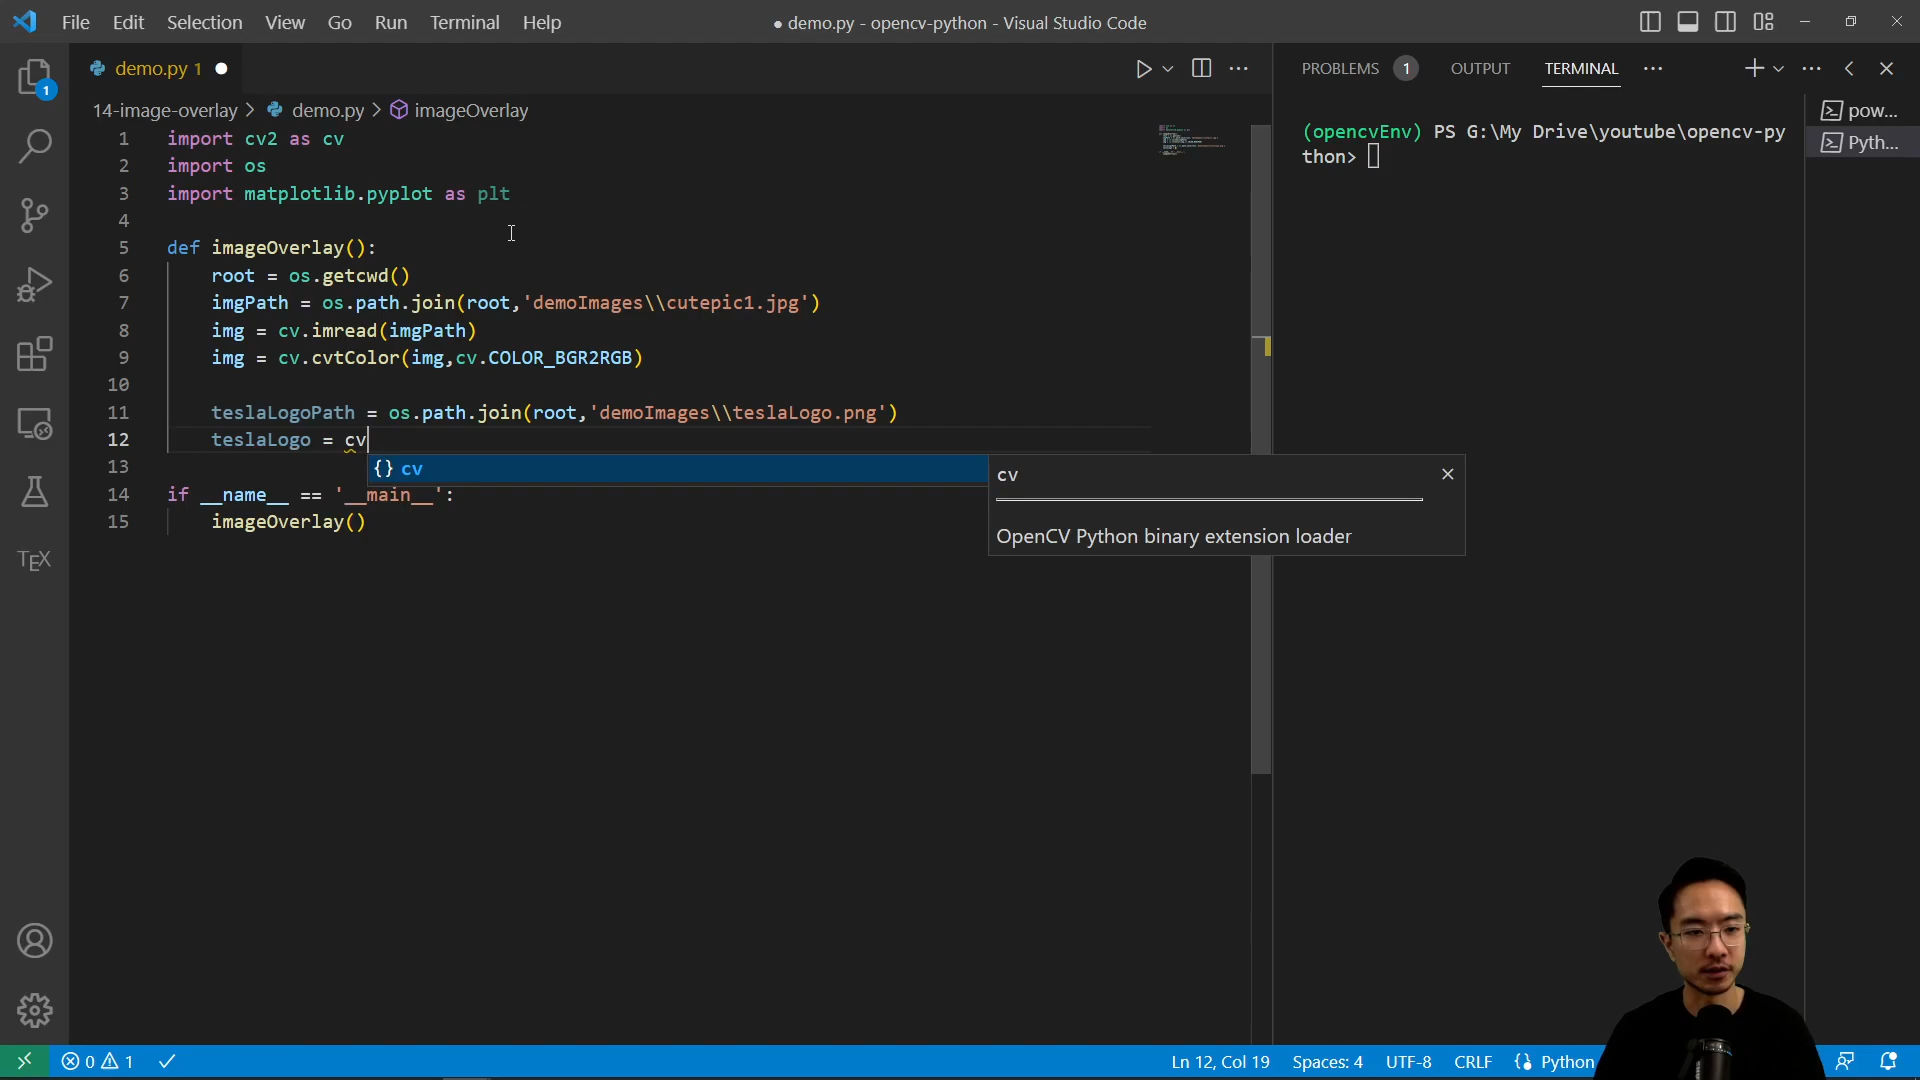 File Edit Selection View Go Run Terminal Help
● demo.py - opencv-python - Visual Studio Code
demo.py 1 ●
14-image-overlay > demo.py > imageOverlay
1 import cv2 as cv
2 import os
3 import matplotlib.pyplot as plt
4
5 def imageOverlay():
6 root = os.getcwd()
7 imgPath = os.path.join(root,'demoImages\\cutepic1.jpg')
8 img = cv.imread(imgPath)
9 img = cv.cvtColor(img,cv.COLOR_BGR2RGB)
10
11 teslaLogoPath = os.path.join(root,'demoImages\\teslaLogo.png')
12 teslaLogo = cv
13
14 if __name__ == '__main__':
15 imageOverlay()
{} cv
cv
OpenCV Python binary extension loader
PROBLEMS 1 OUTPUT TERMINAL
(opencvEnv) PS G:\My Drive\youtube\opencv-py
thon>
pow...
Pyth...
1
TEX
0 1
Ln 12, Col 19 Spaces: 4 UTF-8 CRLF {} Python